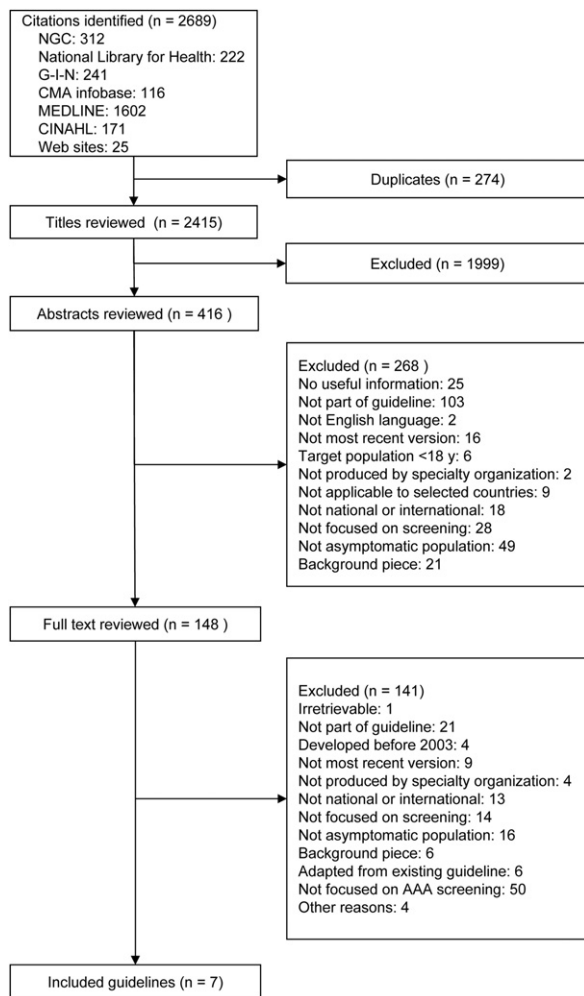 Citations identified (n = 2689)
NGC: 312
National Library for Health: 222
G-I-N: 241
CMA infobase: 116
MEDLINE: 1602
CINAHL: 171
Web sites: 25
Duplicates (n = 274)
Titles reviewed (n = 2415)
Excluded (n = 1999)
Abstracts reviewed (n = 416 )
Excluded (n = 268 )
No useful information: 25
Not part of guideline: 103
Not English language: 2
Not most recent version: 16
Target population <18 y: 6
Not produced by specialty organization: 2
Not applicable to selected countries: 9
Not national or international: 18
Not focused on screening: 28
Not asymptomatic population: 49
Background piece: 21
Full text reviewed (n = 148 )
Excluded (n = 141)
Irretrievable: 1
Not part of guideline: 21
Developed before 2003: 4
Not most recent version: 9
Not produced by specialty organization: 4
Not national or international: 13
Not focused on screening: 14
Not asymptomatic population: 16
Background piece: 6
Adapted from existing guideline: 6
Not focused on AAA screening: 50
Other reasons: 4
Included guidelines (n = 7)